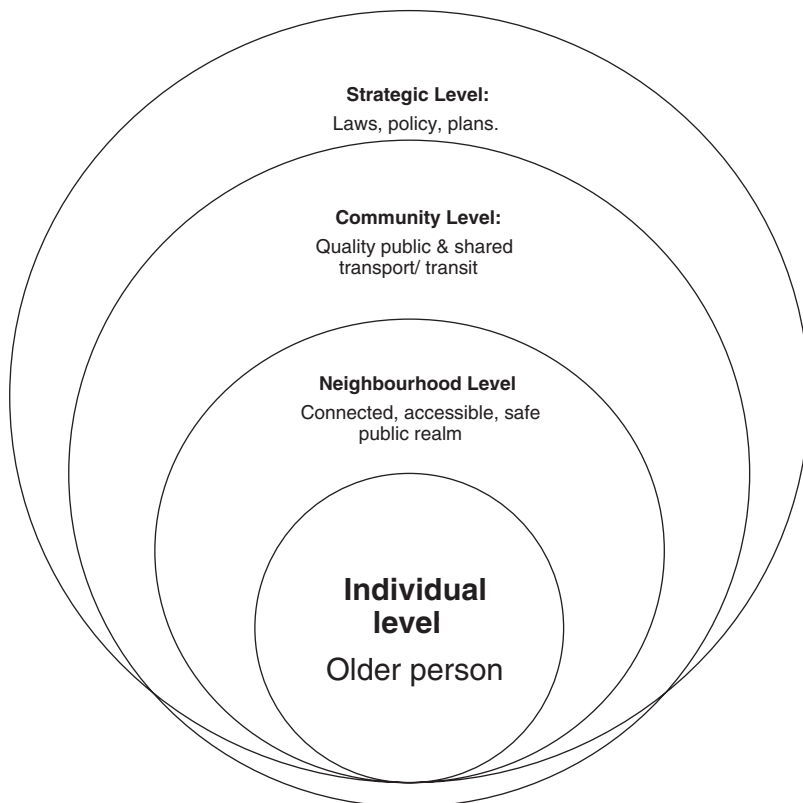 Strategic Level:
Laws, policy, plans.
Community Level:
Quality public & shared
transport/ transit
Neighbourhood Level
Connected, accessible, safe
public realm
Individual
level
Older person